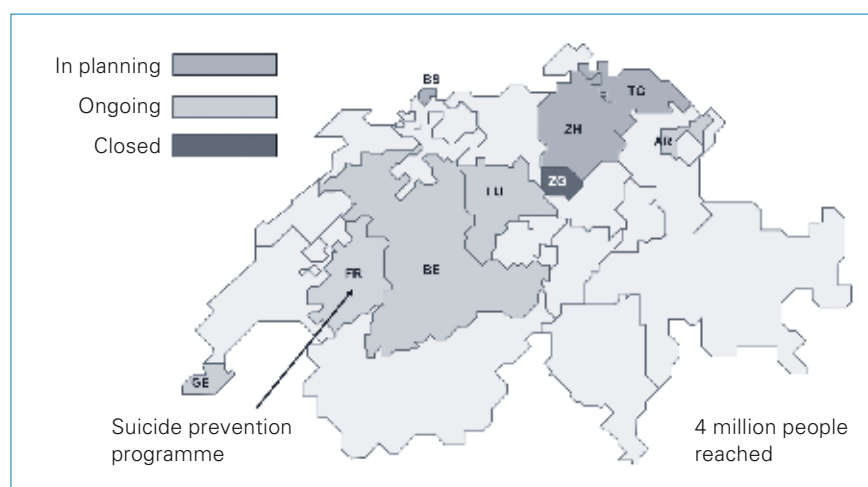 In planning
Ongoing
Closed
BS
TG
ZH
AR
ZG
LU
FR
BE
GE
Suicide prevention
programme
4 million people
reached